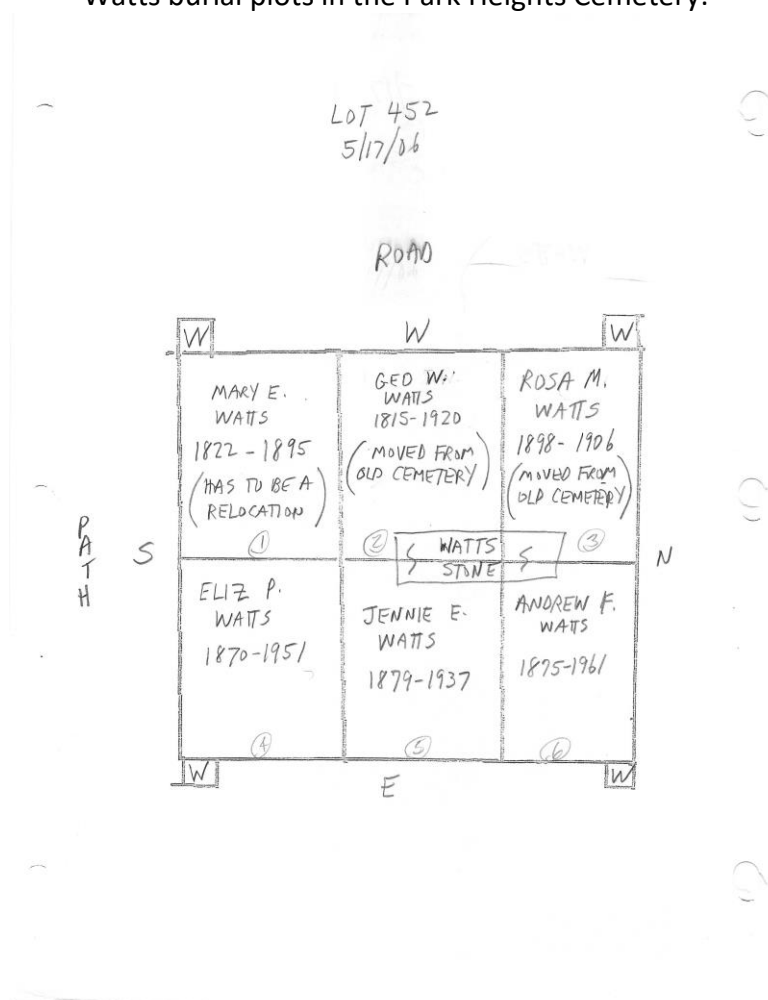 Watts burial plots in the Park Heights Cemetery.
LOT 452
5/17/06
ROAD
W
W
W
MARY E.
WATTS
1822 - 1895
(HAS TO BE A
RELOCATION)
①
GEO W.
WATTS
1815-1920
(MOVED FROM
OLD CEMETERY)
②
ROSA M.
WATTS
1898- 1906
(MOVED FROM
OLD CEMETERY)
③
WATTS
STONE
PATH
S
N
ELIZ P.
WATTS
1870-1951
④
JENNIE E.
WATTS
1879-1937
⑤
ANDREW F.
WATTS
1875-1961
⑥
W
E
W